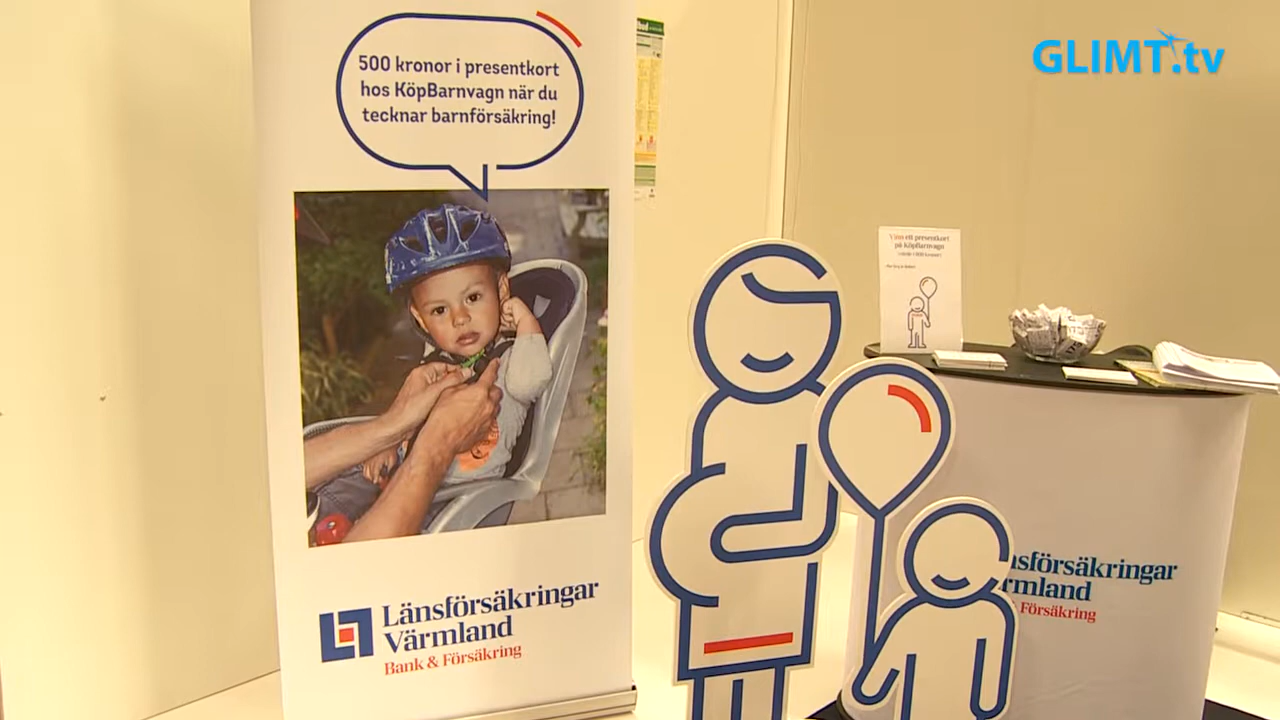 GLIMT.tv
500 kronor i presentkort
hos KöpBarnvagn när du
tecknar barnförsäkring!
Länsförsäkringar
Värmland
Bank & Försäkring
Vinn ett presentkort
på KöpBarnvagn
nsförsäkringar
rmland
& Försäkring